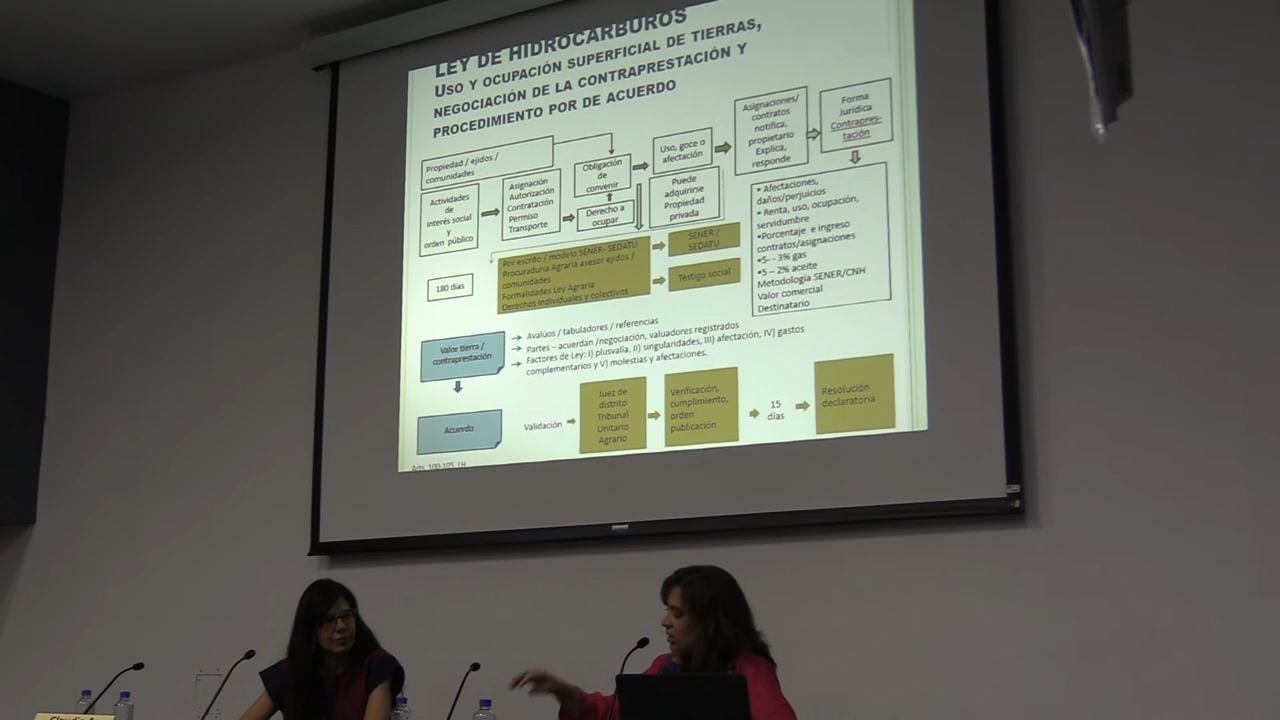 LEY DE HIDROCARBUROS
USO Y OCUPACIÓN SUPERFICIAL DE TIERRAS,
NEGOCIACIÓN DE LA CONTRAPRESTACIÓN Y
PROCEDIMIENTO POR DE ACUERDO
Propiedad / ejidos /
comunidades
Actividades
de
interés social
y
orden público
Asignación
Autorización
Contratación
Permiso
Transporte
Obligación
de
convenir
Derecho a
ocupar
Uso, goce o
afectación
Puede
adquirirse
Propiedad
privada
Asignaciones/
contratos
notifica,
propietario
Explica,
responde
Forma
Jurídica
Contrapres-
tación
• Afectaciones,
daños/perjuicios
• Renta, uso, ocupación,
servidumbre
•Porcentaje e ingreso
contratos/asignaciones
•5- - 3% gas
•5 – 2% aceite
Metodología SENER/CNH
Valor comercial
Destinatario
180 días
Por escrito / modelo SENER- SEDATU
Procuraduría Agraria asesor ejidos /
comunidades
Formalidades Ley Agraria
Derechos Individuales y colectivos
SENER /
SEDATU
Testigo social
Valor tierra /
contraprestación
Avalúos / tabuladores / referencias
Partes – acuerdan /negociación, valuadores registrados
Factores de Ley: I) plusvalía, II) singularidades, III) afectación, IV) gastos
complementarios y V) molestias y afectaciones.
Acuerdo
Validación
Juez de
distrito
Tribunal
Unitario
Agrario
Verificación,
cumplimiento,
orden
publicación
15
días
Resolución
declaratoria
Arts. 100-105 LH